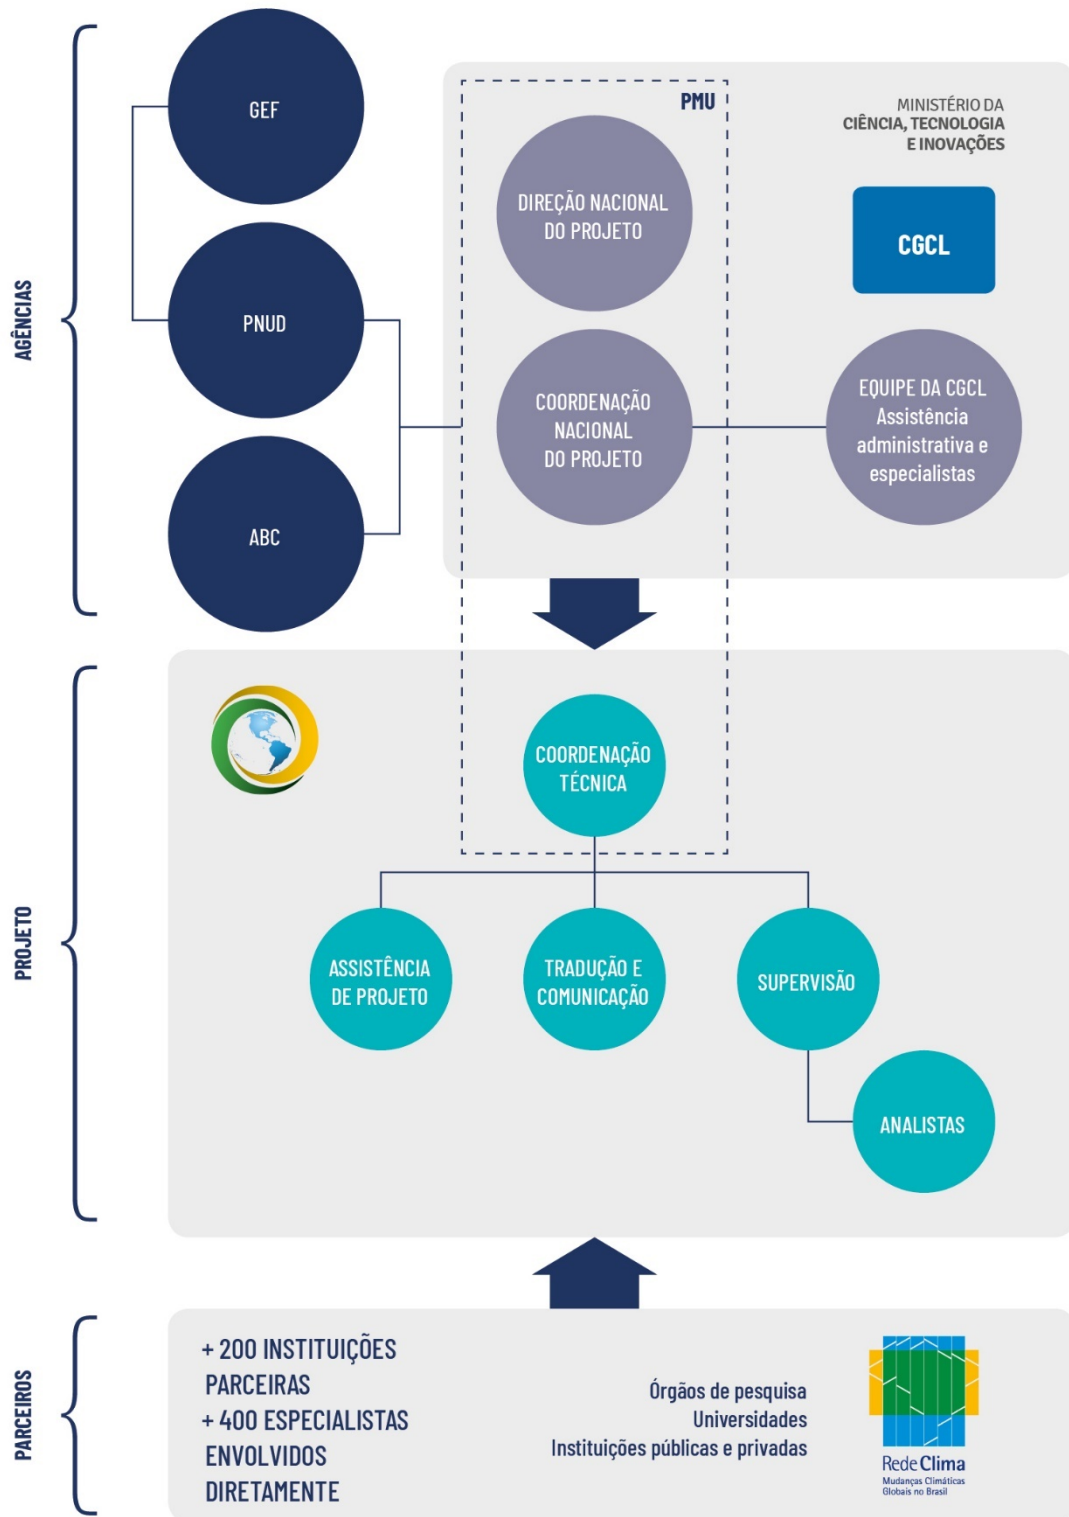 AGÊNCIAS
GEF
PNUD
ABC
PMU
DIREÇÃO NACIONAL
DO PROJETO
COORDENAÇÃO
NACIONAL
DO PROJETO
MINISTÉRIO DA
CIÊNCIA, TECNOLOGIA
E INOVAÇÕES
CGCL
EQUIPE DA CGCL
Assistência
administrativa e
especialistas
PROJETO
COORDENAÇÃO
TÉCNICA
ASSISTÊNCIA
DE PROJETO
TRADUÇÃO E
COMUNICAÇÃO
SUPERVISÃO
ANALISTAS
PARCEIROS
+ 200 INSTITUIÇÕES
PARCEIRAS
+ 400 ESPECIALISTAS
ENVOLVIDOS
DIRETAMENTE
Órgãos de pesquisa
Universidades
Instituições públicas e privadas
Rede Clima
Mudanças Climáticas
Globais no Brasil